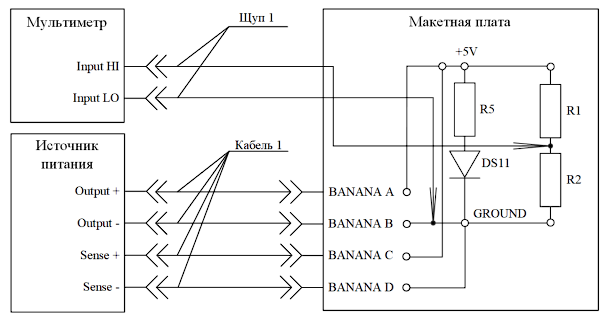 Мультиметр
Щуп 1
Макетная плата
+5V
Input HI
Input LO
R5
R1
Источник
питания
Кабель 1
DS11
R2
Output +
BANANA A
Output -
BANANA B
GROUND
Sense +
BANANA C
Sense -
BANANA D